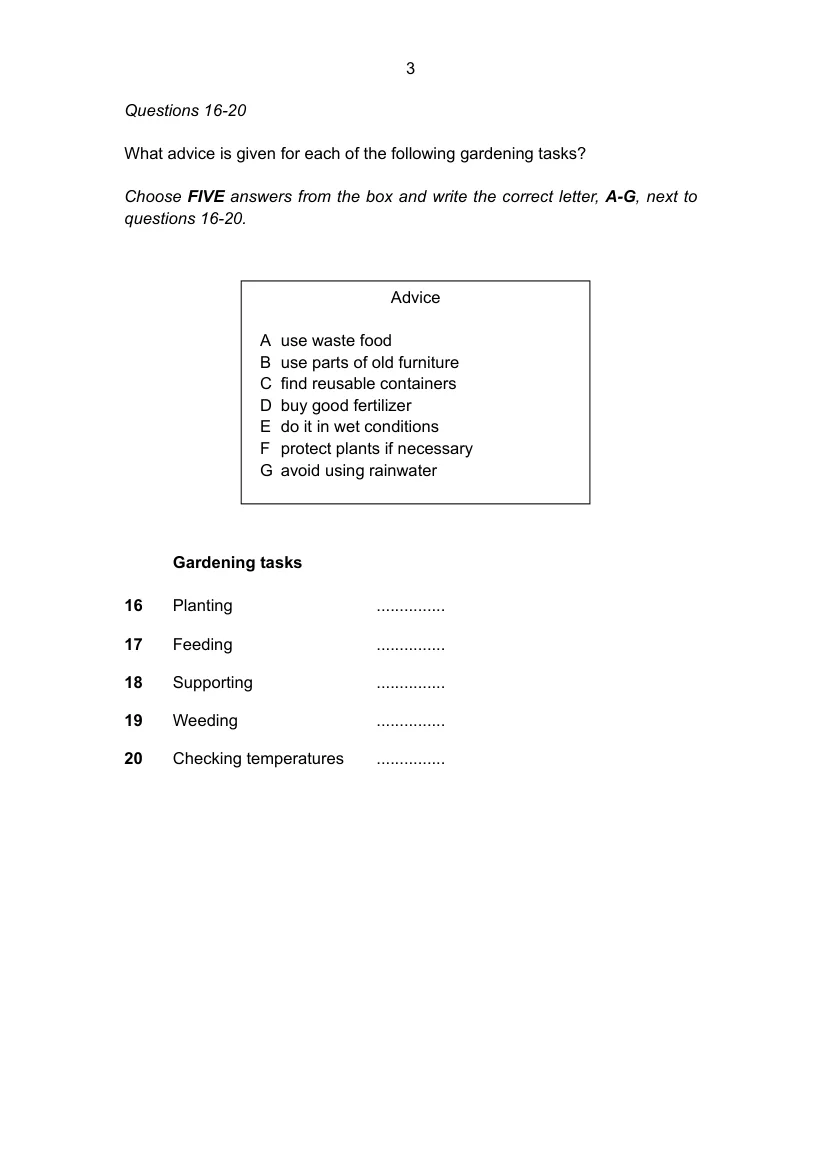 3
Questions 16-20
What advice is given for each of the following gardening tasks?
Choose FIVE answers from the box and write the correct letter, A-G, next to
questions 16-20.
Advice
A use waste food
B use parts of old furniture
C find reusable containers
D buy good fertilizer
E do it in wet conditions
F protect plants if necessary
G avoid using rainwater
Gardening tasks
16 Planting ...............
17 Feeding ...............
18 Supporting ...............
19 Weeding ...............
20 Checking temperatures ...............